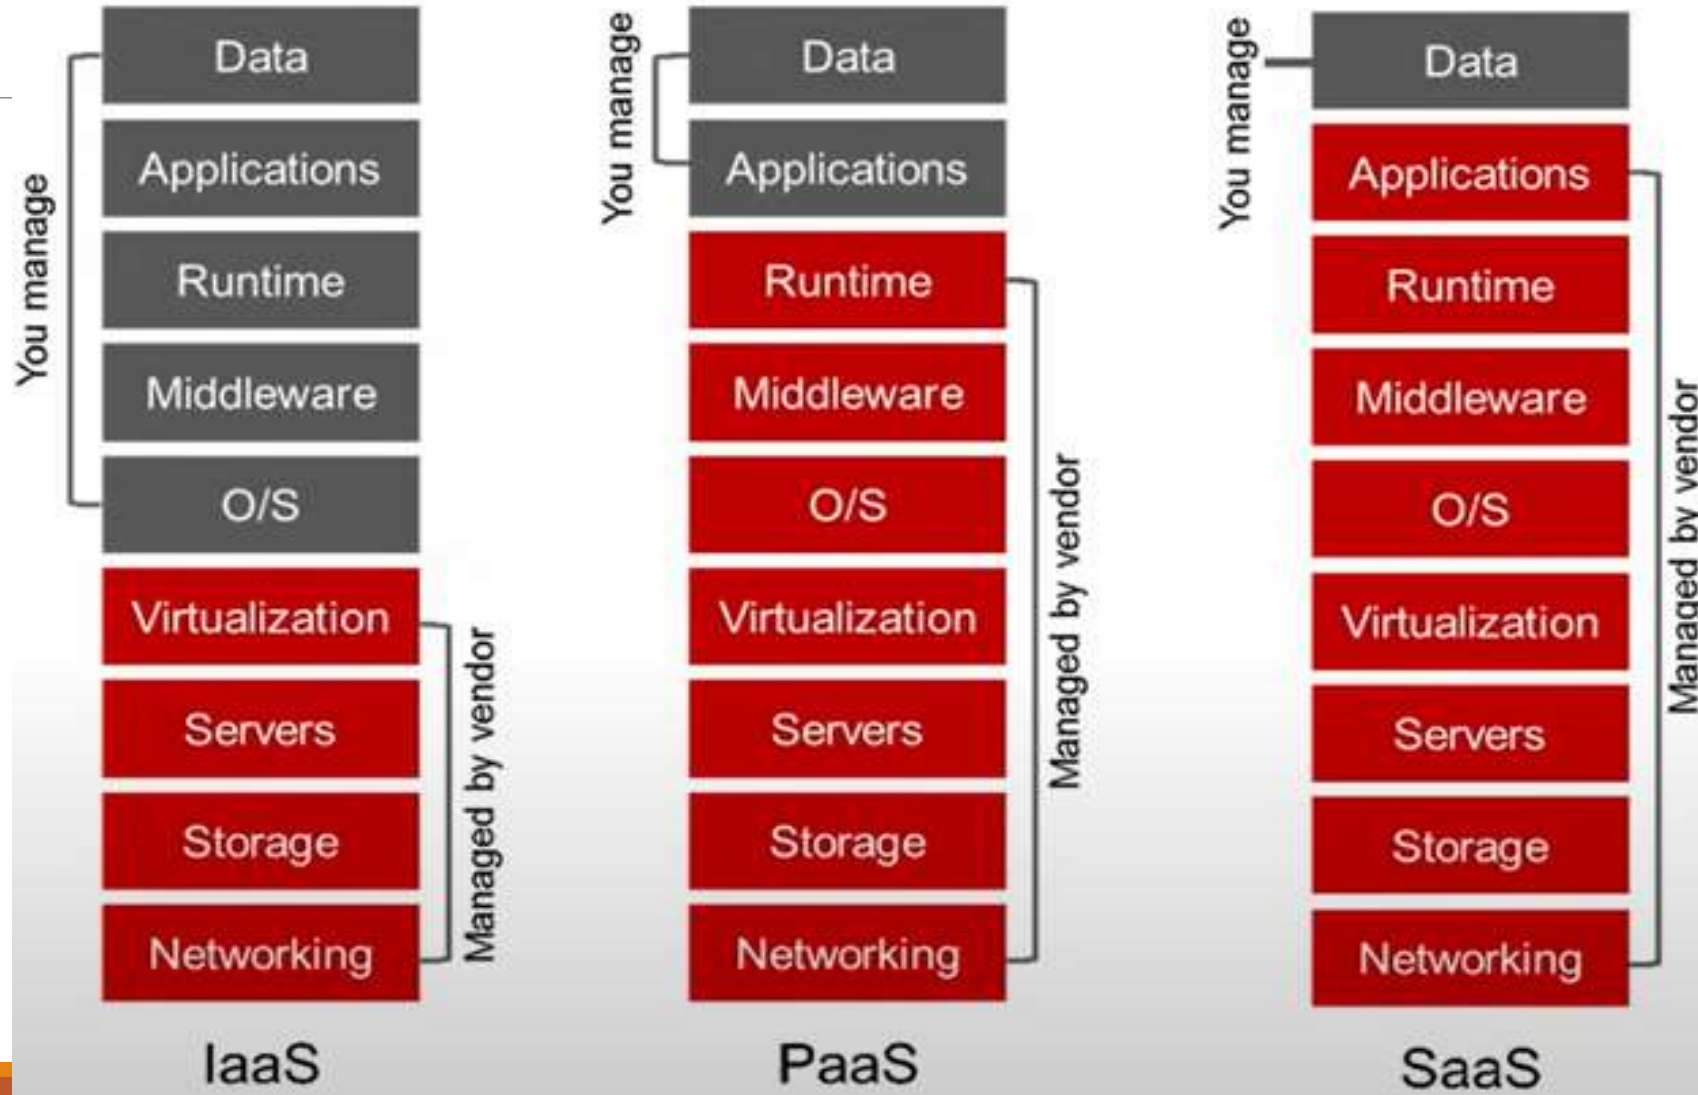 You manage
Data
Applications
Runtime
Middleware
O/S
Virtualization
Servers
Storage
Networking
Managed by vendor
IaaS
You manage
Data
Applications
Runtime
Middleware
O/S
Virtualization
Servers
Storage
Networking
Managed by vendor
PaaS
You manage
Data
Applications
Runtime
Middleware
O/S
Virtualization
Servers
Storage
Networking
Managed by vendor
SaaS